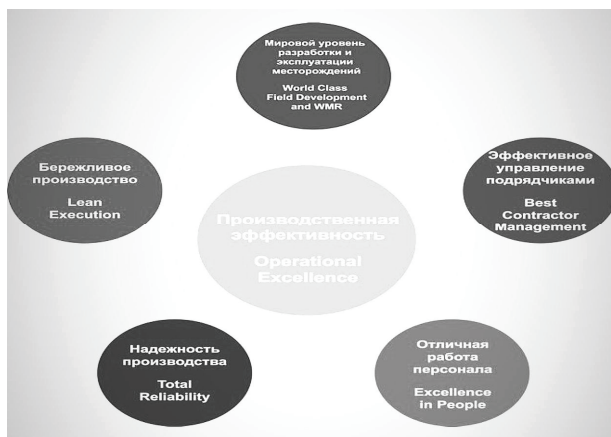 Мировой уровень
разработки и
эксплуатации
месторождений
World Class
Field Development
and WMR
Бережливое
производство
Lean
Execution
Эффективное
управление
подрядчиками
Best
Contractor
Management
Производственная
эффективность
Operational
Excellence
Надежность
производства
Total
Reliability
Отличная
работа
персонала
Excellence
in People